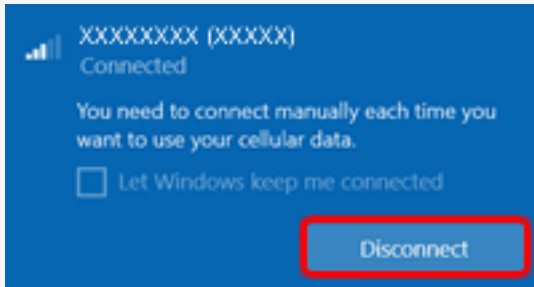 XXXXXXXX (XXXXX)
Connected
You need to connect manually each time you
want to use your cellular data.
Let Windows keep me connected
Disconnect